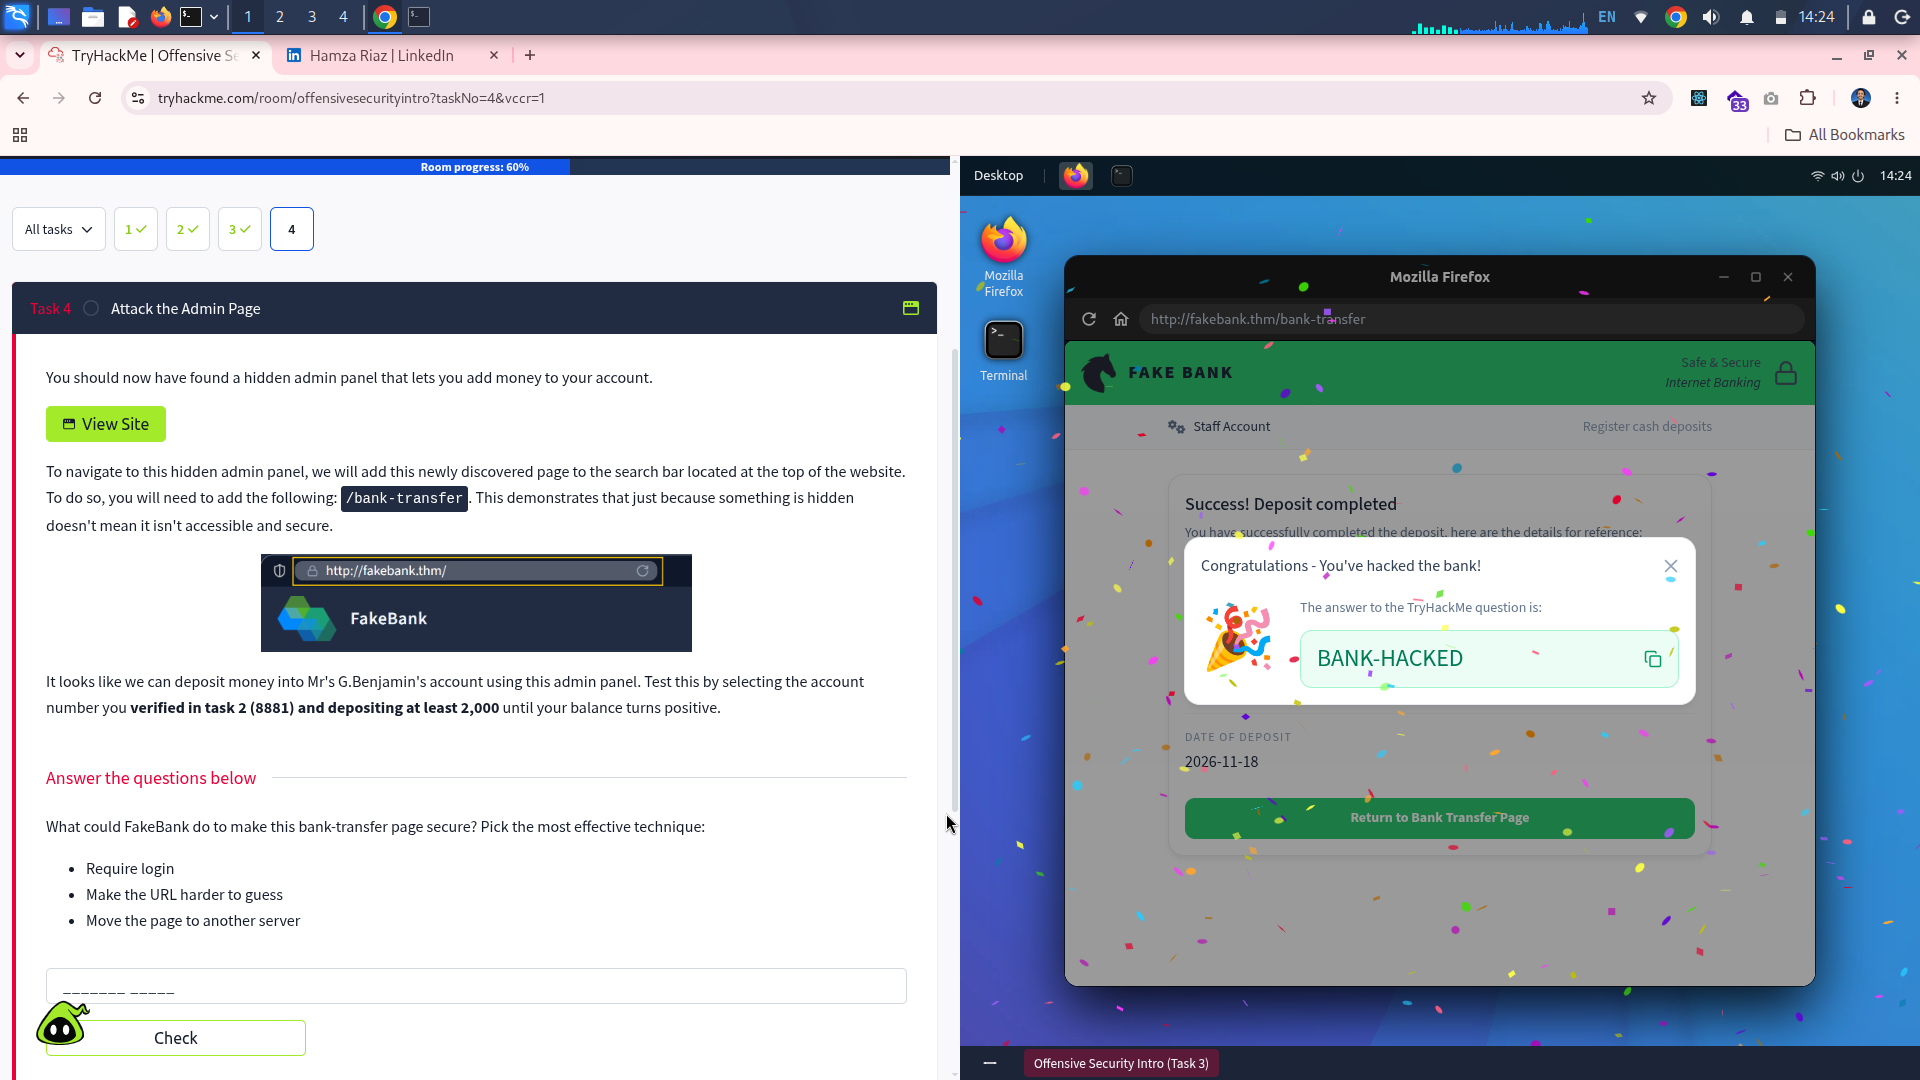 1 2 3 4 EN 14:24
TryHackMe | Offensive Se
Hamza Riaz | LinkedIn
tryhackme.com/room/offensivesecurityintro?taskNo=4&vccr=1
33
All Bookmarks
Room progress: 60%
All tasks 1 2 3 4
Task 4 Attack the Admin Page
You should now have found a hidden admin panel that lets you add money to your account.
View Site
To navigate to this hidden admin panel, we will add this newly discovered page to the search bar located at the top of the website.
To do so, you will need to add the following: /bank-transfer. This demonstrates that just because something is hidden
doesn't mean it isn't accessible and secure.
http://fakebank.thm/
FakeBank
It looks like we can deposit money into Mr's G.Benjamin's account using this admin panel. Test this by selecting the account
number you verified in task 2 (8881) and depositing at least 2,000 until your balance turns positive.
Answer the questions below
What could FakeBank do to make this bank-transfer page secure? Pick the most effective technique:
• Require login
• Make the URL harder to guess
• Move the page to another server
_______ _____
Check
Desktop 14:24
Mozilla
Firefox
Terminal
Mozilla Firefox
http://fakebank.thm/bank-transfer
FAKE BANK
Safe & Secure
Internet Banking
Staff Account
Register cash deposits
Success! Deposit completed
You have successfully completed the deposit, here are the details for reference:
Congratulations - You've hacked the bank!
The answer to the TryHackMe question is:
BANK-HACKED
DATE OF DEPOSIT
2026-11-18
Return to Bank Transfer Page
Offensive Security Intro (Task 3)